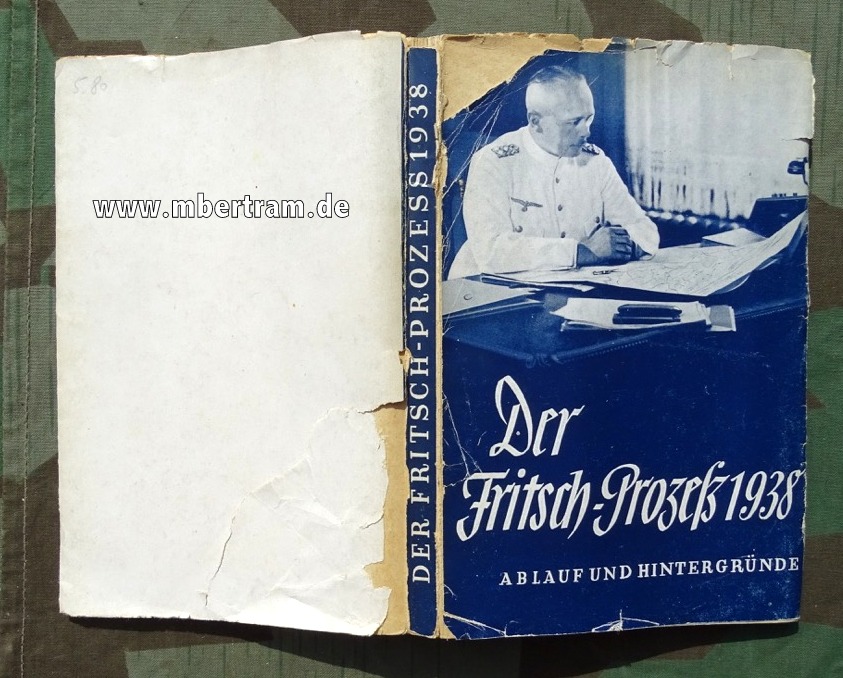 5.80
www.mbertram.de
DER FRITSCH-PROZESS 1938
Der
Fritsch-Prozeß 1938
ABLAUF UND HINTERGRÜNDE